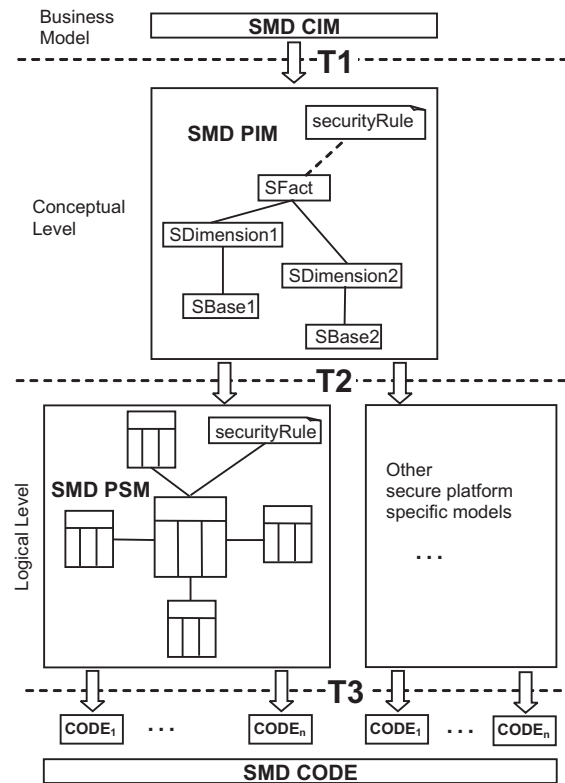 Business
Model
SMD CIM
T1
Conceptual
Level
SMD PIM
securityRule
SFact
SDimension1
SDimension2
SBase1
SBase2
T2
Logical Level
SMD PSM
securityRule
Other
secure platform
specific models
...
T3
CODE1 ... CODEn CODE1 ... CODEn
SMD CODE